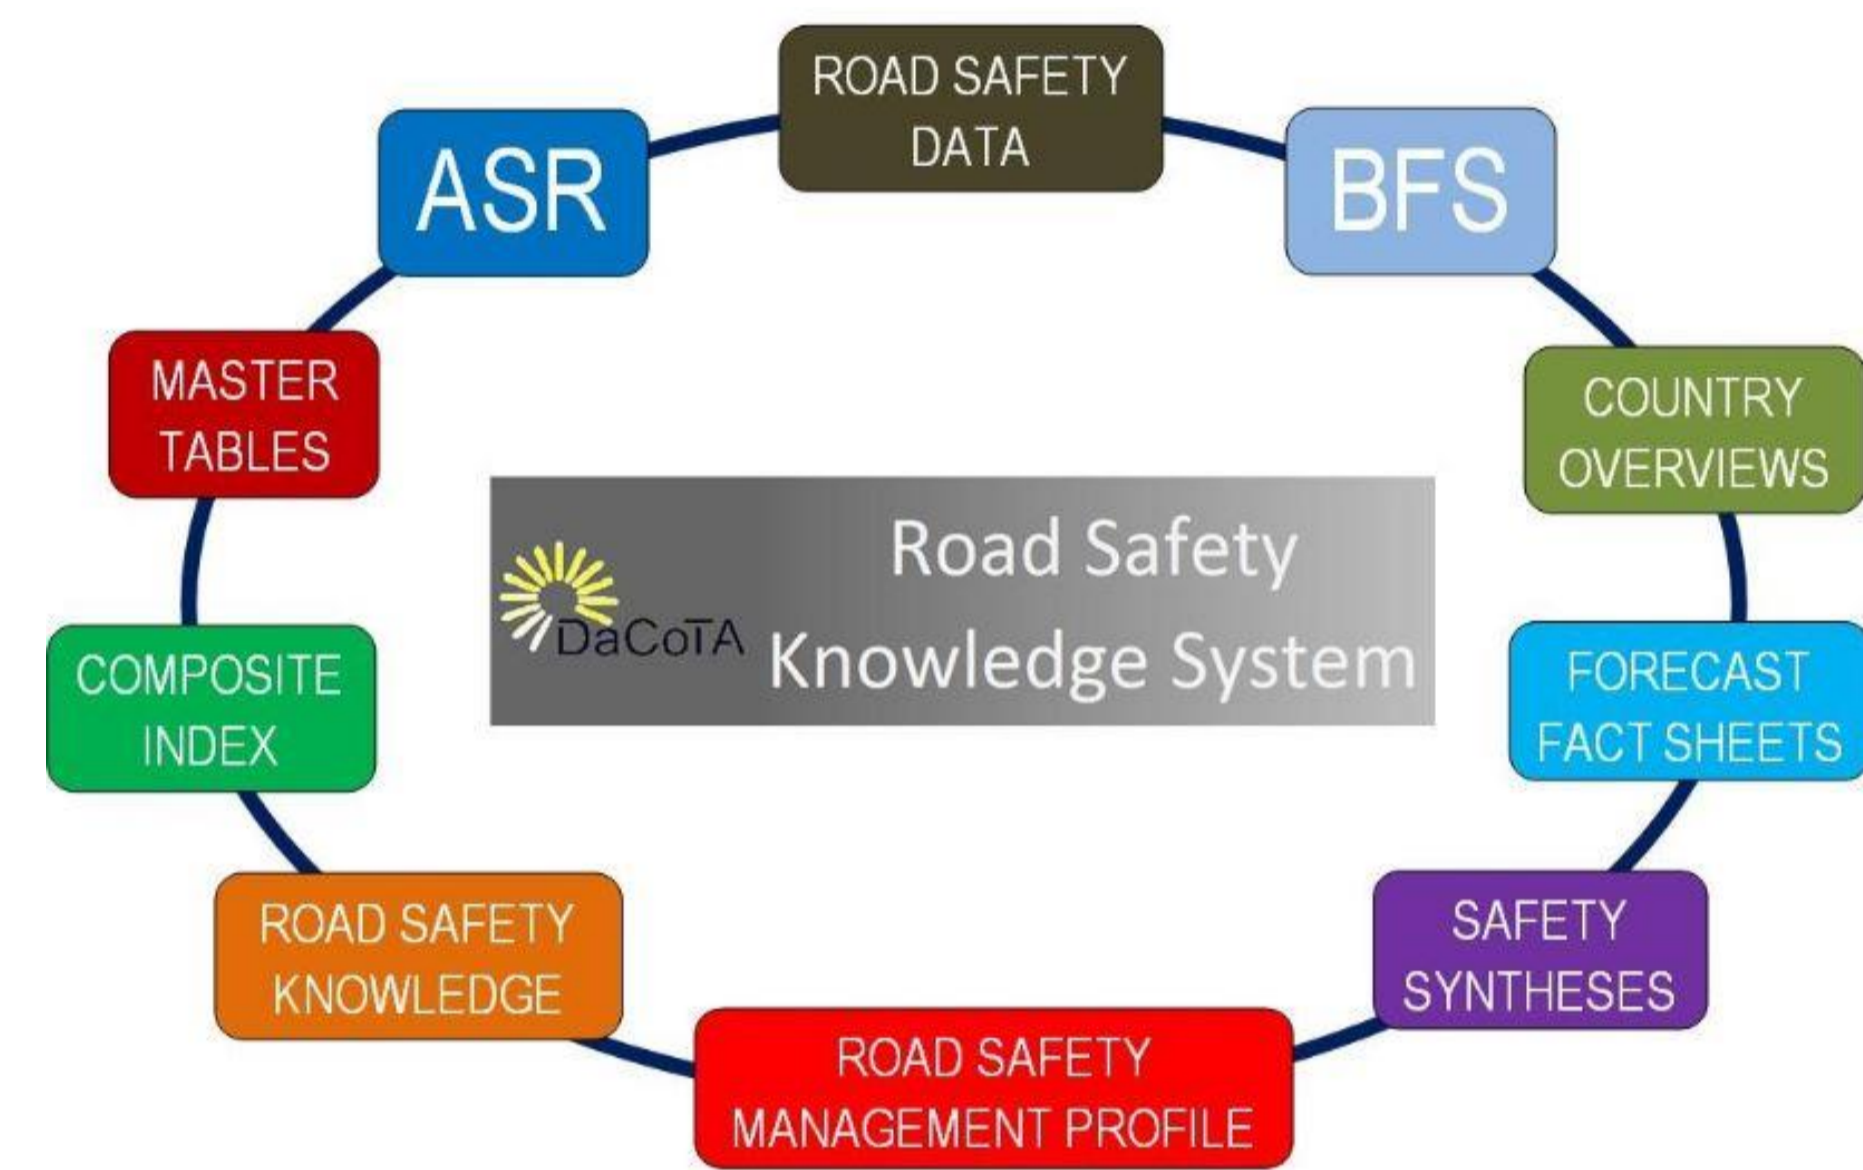 ROAD SAFETY
DATA
ASR
BFS
MASTER
TABLES
COUNTRY
OVERVIEWS
Road Safety
DaCoTA
Knowledge System
COMPOSITE
INDEX
FORECAST
FACT SHEETS
ROAD SAFETY
KNOWLEDGE
SAFETY
SYNTHESES
ROAD SAFETY
MANAGEMENT PROFILE